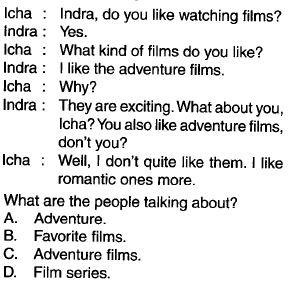 Icha : Indra, do you like watching films?
Indra : Yes.
Icha : What kind of films do you like?
Indra : I like the adventure films.
Icha : Why?
Indra : They are exciting. What about you,
Icha? You also like adventure films,
don't you?
Icha : Well, I don't quite like them. I like
romantic ones more.
What are the people talking about?
A. Adventure.
B. Favorite films.
C. Adventure films.
D. Film series.